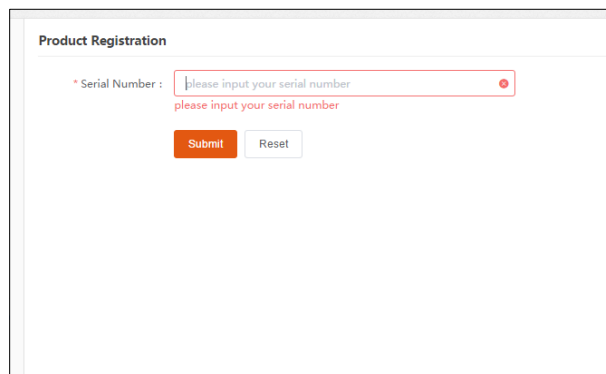 Product Registration
* Serial Number :
please input your serial number
please input your serial number
Submit
Reset